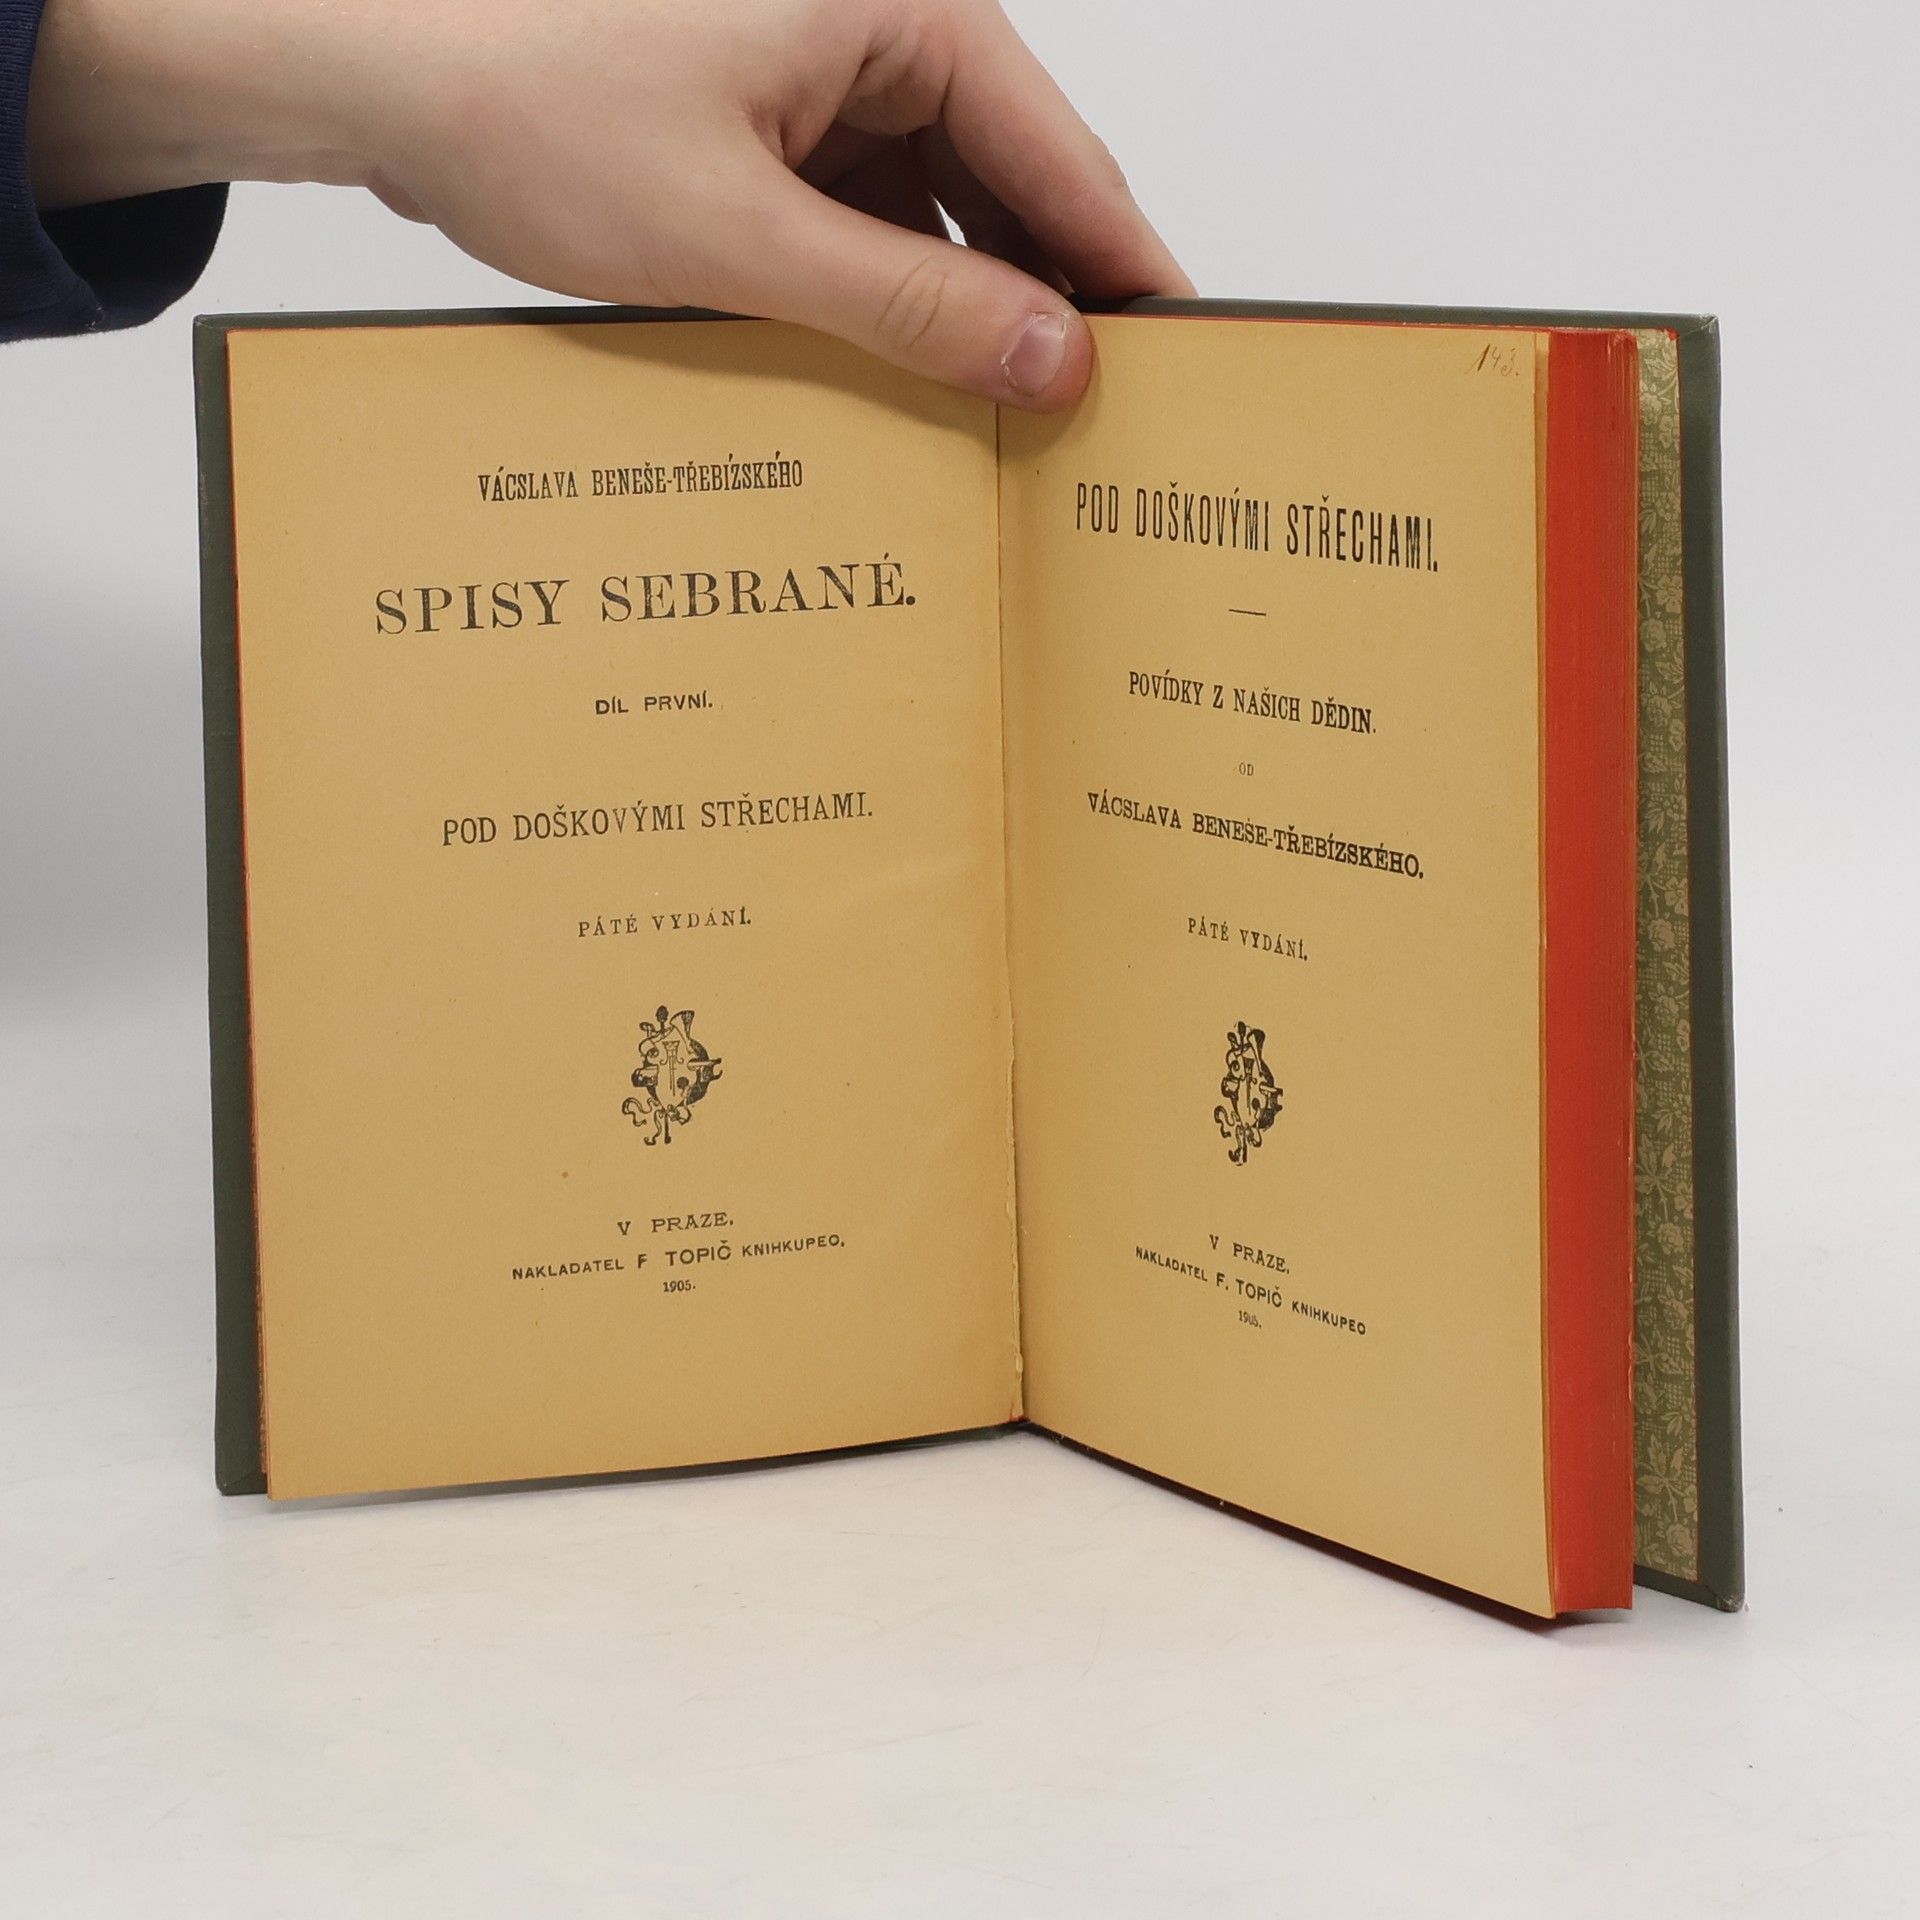 VÁCSLAVA BENEŠE-TŘEBÍZSKÉHO
SPISY SEBRANÉ.
DÍL PRVNÍ.
POD DOŠKOVÝMI STŘECHAMI.
PÁTÉ VYDÁNÍ.
V PRAZE.
NAKLADATEL F TOPIČ KNIHKUPEC.
1905.
143.
POD DOŠKOVÝMI STŘECHAMI.
POVÍDKY Z NAŠICH DĚDIN.
OD
VÁCSLAVA BENEŠE-TŘEBÍZSKÉHO.
PÁTÉ VYDÁNÍ.
V PRAZE.
NAKLADATEL F. TOPIČ KNIHKUPEC
1905.